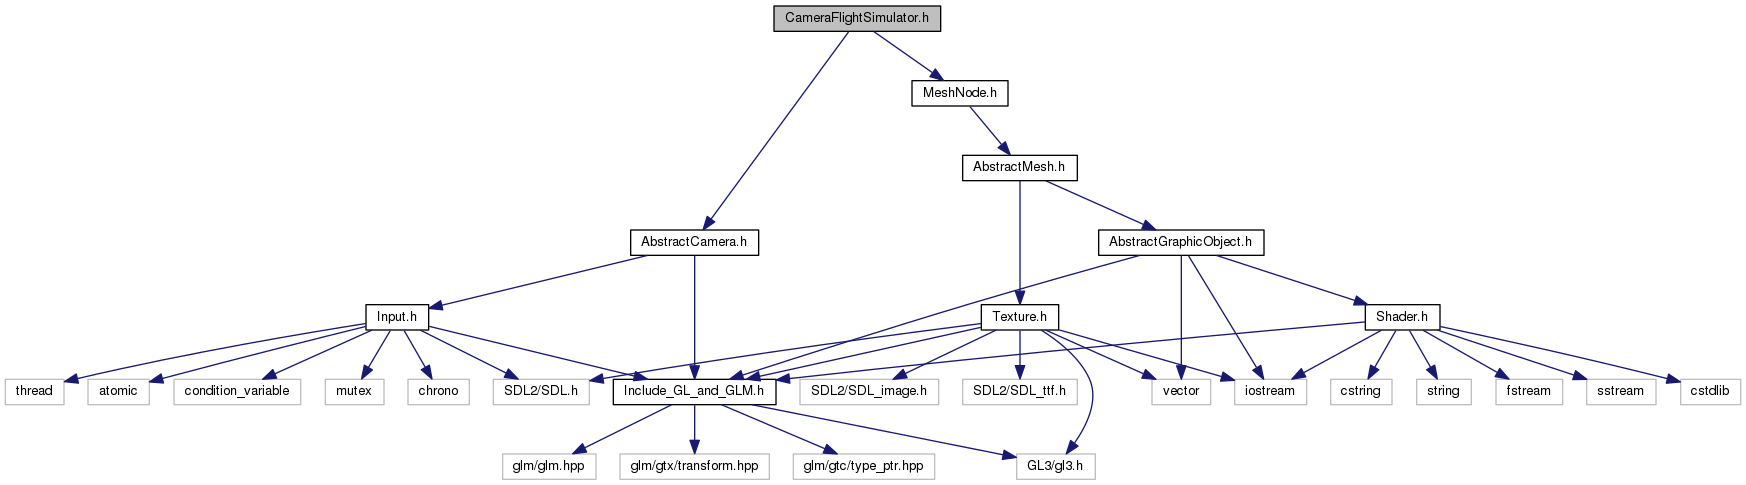 CameraFlightSimulator.h
MeshNode.h
AbstractMesh.h
AbstractCamera.h
AbstractGraphicObject.h
Input.h
Texture.h
Shader.h
thread
atomic
condition_variable
mutex
chrono
SDL2/SDL.h
Include_GL_and_GLM.h
SDL2/SDL_image.h
SDL2/SDL_ttf.h
vector
iostream
cstring
string
fstream
sstream
cstdlib
glm/glm.hpp
glm/gtx/transform.hpp
glm/gtc/type_ptr.hpp
GL3/gl3.h